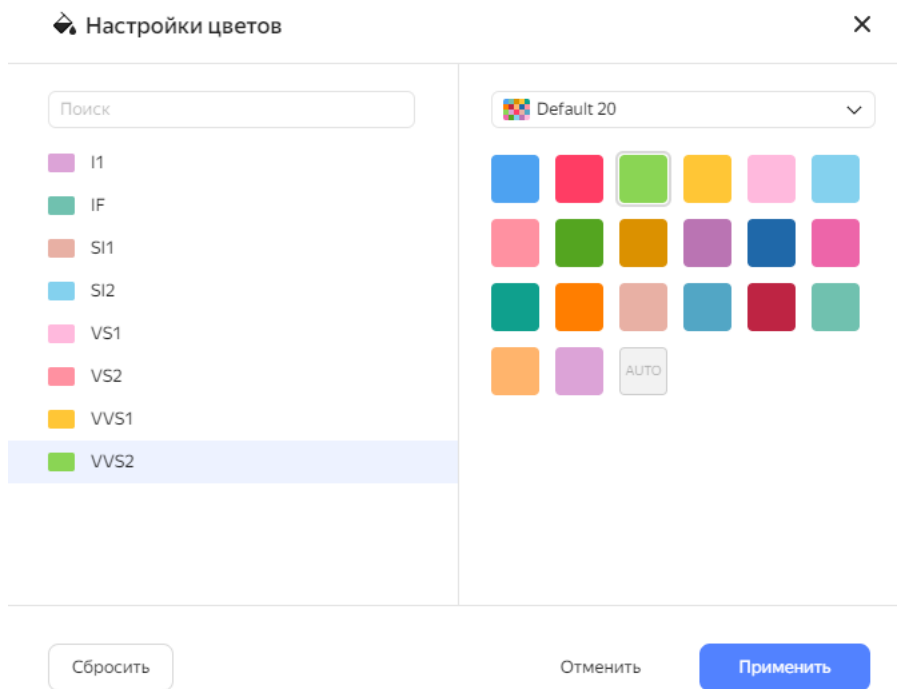 Настройки цветов
Поиск
I1
IF
SI1
SI2
VS1
VS2
VVS1
VVS2
Default 20
AUTO
Сбросить
Отменить
Применить